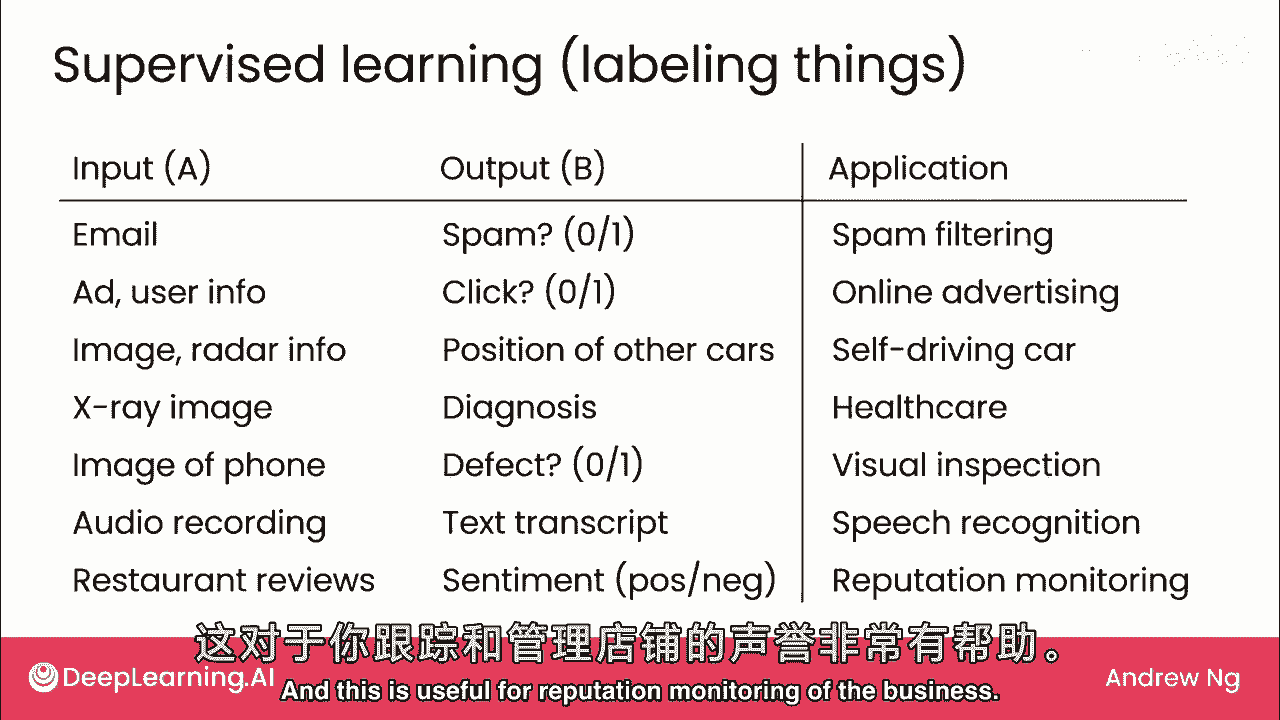 Supervised learning (labeling things)
Input (A) Output (B) Application
Email Spam? (0/1) Spam filtering
Ad, user info Click? (0/1) Online advertising
Image, radar info Position of other cars Self-driving car
X-ray image Diagnosis Healthcare
Image of phone Defect? (0/1) Visual inspection
Audio recording Text transcript Speech recognition
Restaurant reviews Sentiment (pos/neg) Reputation monitoring
这对于你跟踪和管理店铺的声誉非常有帮助。
DeepLearning.AI And this is useful for reputation monitoring of the business. Andrew Ng